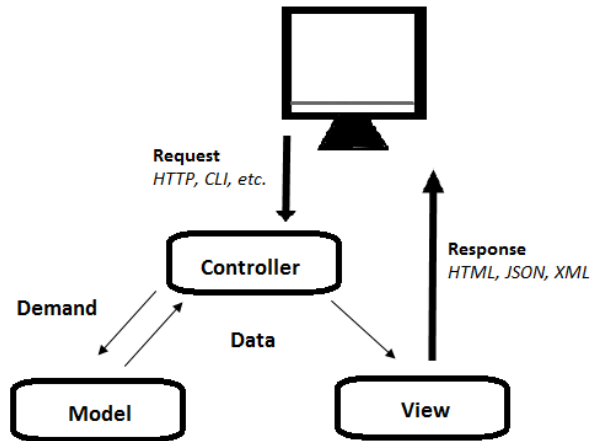 Request
HTTP, CLI, etc.
Controller
Response
HTML, JSON, XML
Demand
Data
Model
View